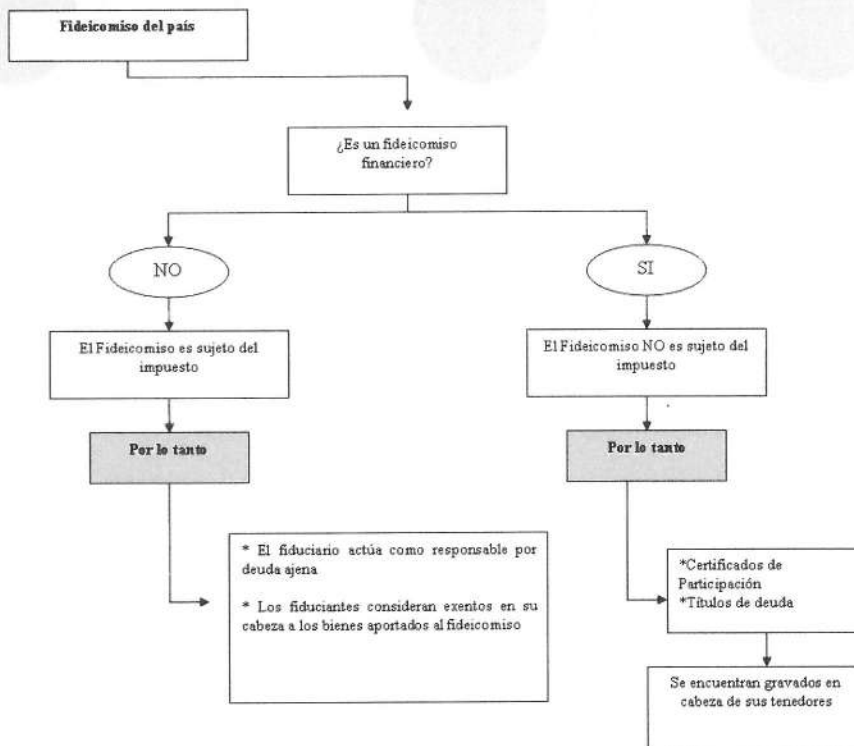 Fideicomiso del país
¿Es un fideicomiso
financiero?
NO
SI
El Fideicomiso es sujeto del
impuesto
El Fideicomiso NO es sujeto del
impuesto
Por lo tanto
Por lo tanto
* El fiduciario actúa como responsable por
deuda ajena
* Los fiduciantes consideran exentos en su
cabeza a los bienes aportados al fideicomiso
*Certificados de
Participación
*Títulos de deuda
Se encuentran gravados en
cabeza de sus tenedores